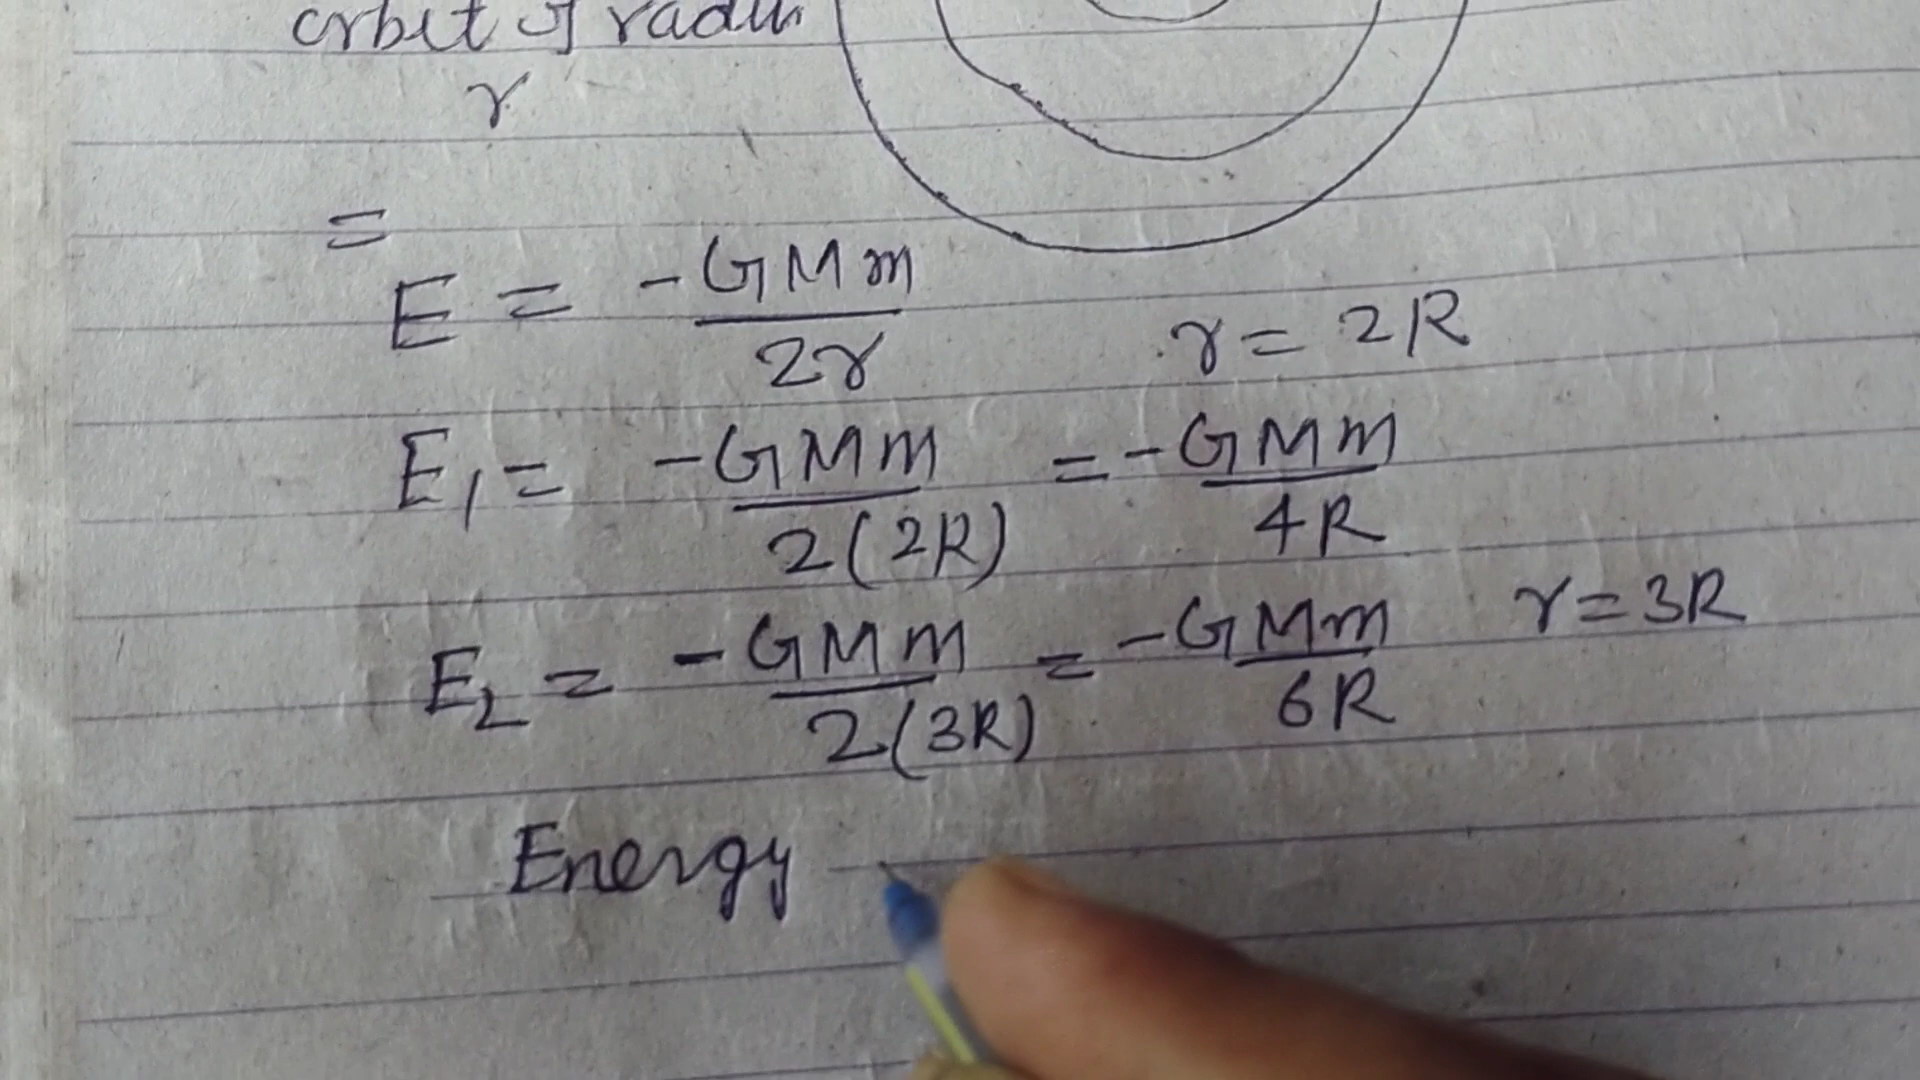 orbit of radius
r
=
E = -GMm/2r r = 2R
E₁ = -GMm/2(2R) = -GMm/4R
E₂ = -GMm/2(3R) = -GMm/6R r = 3R
Energy